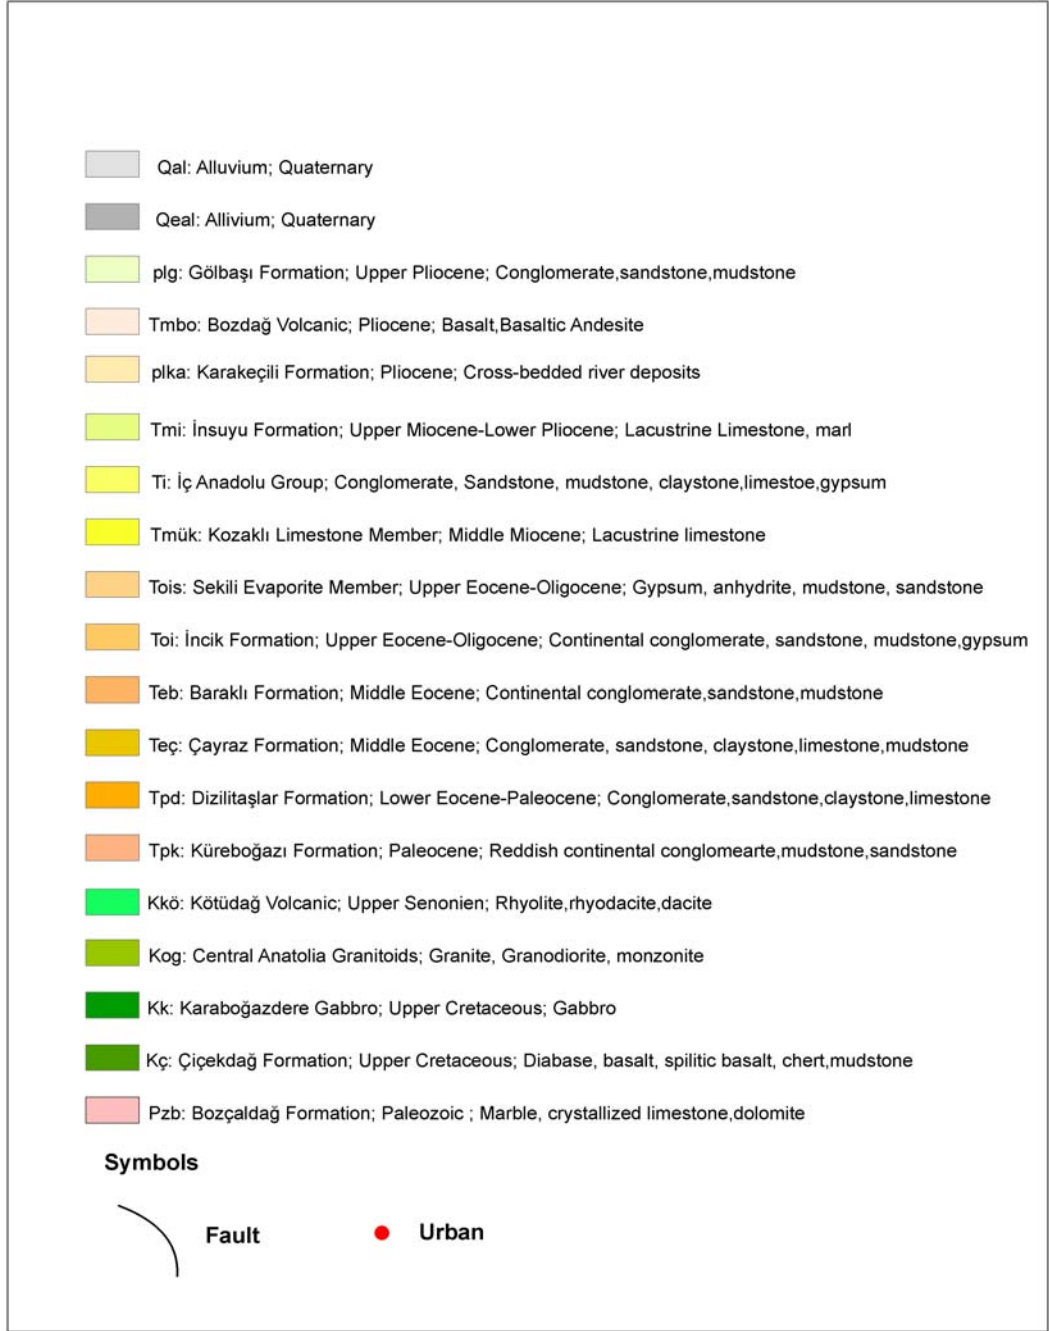 Qal: Alluvium; Quaternary
Qeal: Allivium; Quaternary
plg: Gölbaşı Formation; Upper Pliocene; Conglomerate,sandstone,mudstone
Tmbo: Bozdağ Volcanic; Pliocene; Basalt,Basaltic Andesite
plka: Karakeçili Formation; Pliocene; Cross-bedded river deposits
Tmi: İnsuyu Formation; Upper Miocene-Lower Pliocene; Lacustrine Limestone, marl
Ti: İç Anadolu Group; Conglomerate, Sandstone, mudstone, claystone,limestoe,gypsum
Tmük: Kozaklı Limestone Member; Middle Miocene; Lacustrine limestone
Tois: Sekili Evaporite Member; Upper Eocene-Oligocene; Gypsum, anhydrite, mudstone, sandstone
Toi: İncik Formation; Upper Eocene-Oligocene; Continental conglomerate, sandstone, mudstone,gypsum
Teb: Baraklı Formation; Middle Eocene; Continental conglomerate,sandstone,mudstone
Teç: Çayraz Formation; Middle Eocene; Conglomerate, sandstone, claystone,limestone,mudstone
Tpd: Dizilitaşlar Formation; Lower Eocene-Paleocene; Conglomerate,sandstone,claystone,limestone
Tpk: Küreboğazı Formation; Paleocene; Reddish continental conglomearte,mudstone,sandstone
Kkö: Kötüdağ Volcanic; Upper Senonien; Rhyolite,rhyodacite,dacite
Kog: Central Anatolia Granitoids; Granite, Granodiorite, monzonite
Kk: Karaboğazdere Gabbro; Upper Cretaceous; Gabbro
Kç: Çiçekdağ Formation; Upper Cretaceous; Diabase, basalt, spilitic basalt, chert,mudstone
Pzb: Bozçaldağ Formation; Paleozoic ; Marble, crystallized limestone,dolomite
Symbols
Fault Urban